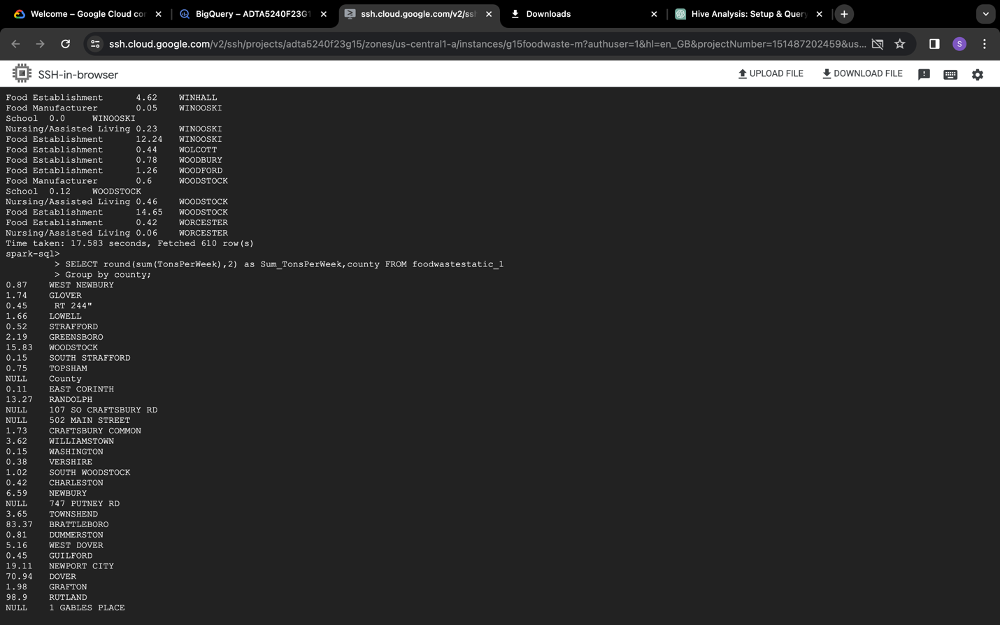 Welcome – Google Cloud co
BigQuery – ADTA5240F23G1
ssh.cloud.google.com/v2/ss
Downloads
Hive Analysis: Setup & Query
ssh.cloud.google.com/v2/ssh/projects/adta5240f23g15/zones/us-central1-a/instances/g15foodwaste-m?authuser=1&hl=en_GB&projectNumber=151487202459&us...
S
SSH-in-browser
UPLOAD FILE
DOWNLOAD FILE
Food Establishment 4.62 WINHALL
Food Manufacturer 0.05 WINOOSKI
School 0.0 WINOOSKI
Nursing/Assisted Living 0.23 WINOOSKI
Food Establishment 12.24 WINOOSKI
Food Establishment 0.44 WOLCOTT
Food Establishment 0.78 WOODBURY
Food Establishment 1.26 WOODFORD
Food Manufacturer 0.6 WOODSTOCK
School 0.12 WOODSTOCK
Nursing/Assisted Living 0.46 WOODSTOCK
Food Establishment 14.65 WOODSTOCK
Food Establishment 0.42 WORCESTER
Nursing/Assisted Living 0.06 WORCESTER
Time taken: 17.583 seconds, Fetched 610 row(s)
spark-sql>
> SELECT round(sum(TonsPerWeek),2) as Sum_TonsPerWeek,county FROM foodwastestatic_1
> Group by county;
0.87 WEST NEWBURY
1.74 GLOVER
0.45 RT 244"
1.66 LOWELL
0.52 STRAFFORD
2.19 GREENSBORO
15.83 WOODSTOCK
0.15 SOUTH STRAFFORD
0.75 TOPSHAM
NULL County
0.11 EAST CORINTH
13.27 RANDOLPH
NULL 107 SO CRAFTSBURY RD
NULL 502 MAIN STREET
1.73 CRAFTSBURY COMMON
3.62 WILLIAMSTOWN
0.15 WASHINGTON
0.38 VERSHIRE
1.02 SOUTH WOODSTOCK
0.42 CHARLESTON
6.59 NEWBURY
NULL 747 PUTNEY RD
3.65 TOWNSHEND
83.37 BRATTLEBORO
0.81 DUMMERSTON
5.16 WEST DOVER
0.45 GUILFORD
19.11 NEWPORT CITY
70.94 DOVER
1.98 GRAFTON
98.9 RUTLAND
NULL 1 GABLES PLACE